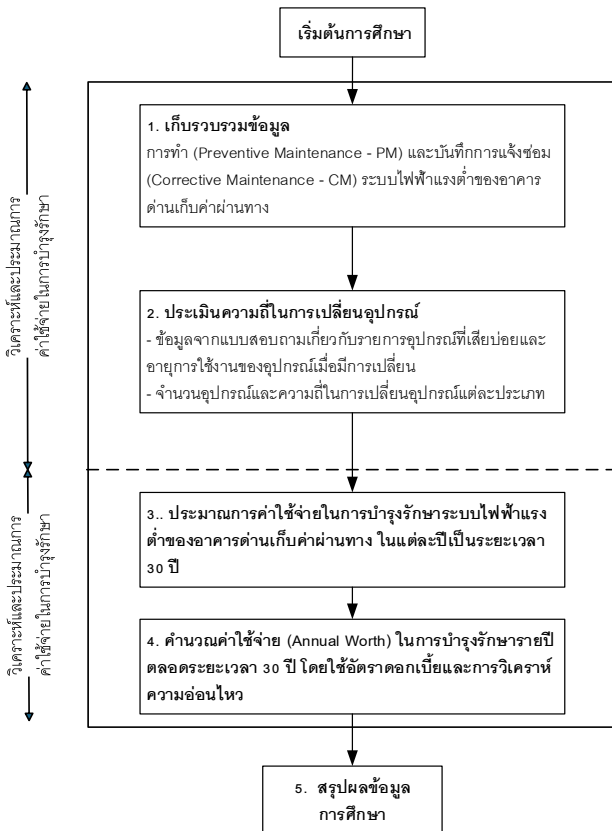 เริ่มต้นการศึกษา
1. เก็บรวบรวมข้อมูล
การทำ (Preventive Maintenance - PM) และบันทึกการแจ้งซ่อม
(Corrective Maintenance - CM) ระบบไฟฟ้าแรงต่ำของอาคาร
ด่านเก็บค่าผ่านทาง
วิเคราะห์และประมาณการ
ค่าใช้จ่ายในการบำรุงรักษา
2. ประเมินความถี่ในการเปลี่ยนอุปกรณ์
- ข้อมูลจากแบบสอบถามเกี่ยวกับรายการอุปกรณ์ที่เสียบ่อยและ
อายุการใช้งานของอุปกรณ์เมื่อมีการเปลี่ยน
- จำนวนอุปกรณ์และความถี่ในการเปลี่ยนอุปกรณ์แต่ละประเภท
วิเคราะห์และประมาณการ
ค่าใช้จ่ายในการบำรุงรักษา
3.. ประมาณการค่าใช้จ่ายในการบำรุงรักษาระบบไฟฟ้าแรง
ต่ำของอาคารด่านเก็บค่าผ่านทาง ในแต่ละปีเป็นระยะเวลา
30 ปี
4. คำนวณค่าใช้จ่าย (Annual Worth) ในการบำรุงรักษารายปี
ตลอดระยะเวลา 30 ปี โดยใช้อัตราดอกเบี้ยและการวิเคราะห์
ความอ่อนไหว
5. สรุปผลข้อมูล
การศึกษา